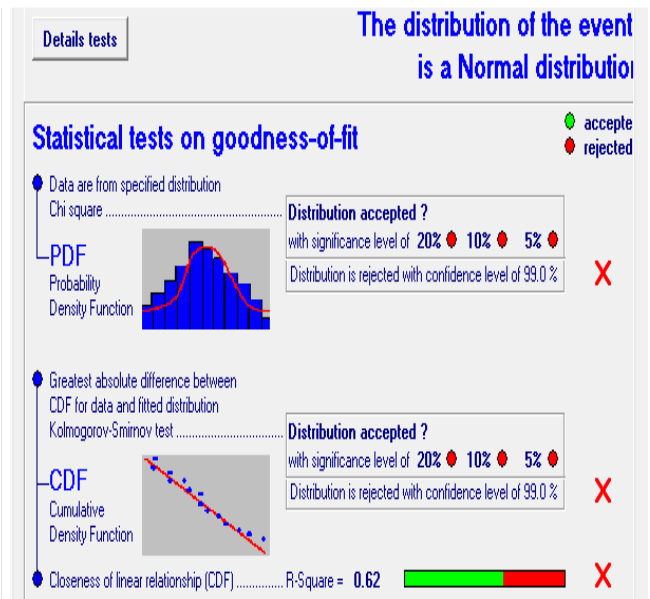 Details tests
The distribution of the event
is a Normal distribution
Statistical tests on goodness-of-fit
accepte
rejected
Data are from specified distribution
Chi square
Distribution accepted ?
with significance level of 20% 10% 5%
PDF
Probability
Density Function
Distribution is rejected with confidence level of 99.0 %
X
Greatest absolute difference between
CDF for data and fitted distribution
Kolmogorov-Smirnov test
Distribution accepted ?
with significance level of 20% 10% 5%
CDF
Cumulative
Density Function
Distribution is rejected with confidence level of 99.0 %
X
Closeness of linear relationship (CDF) R-Square = 0.62
X